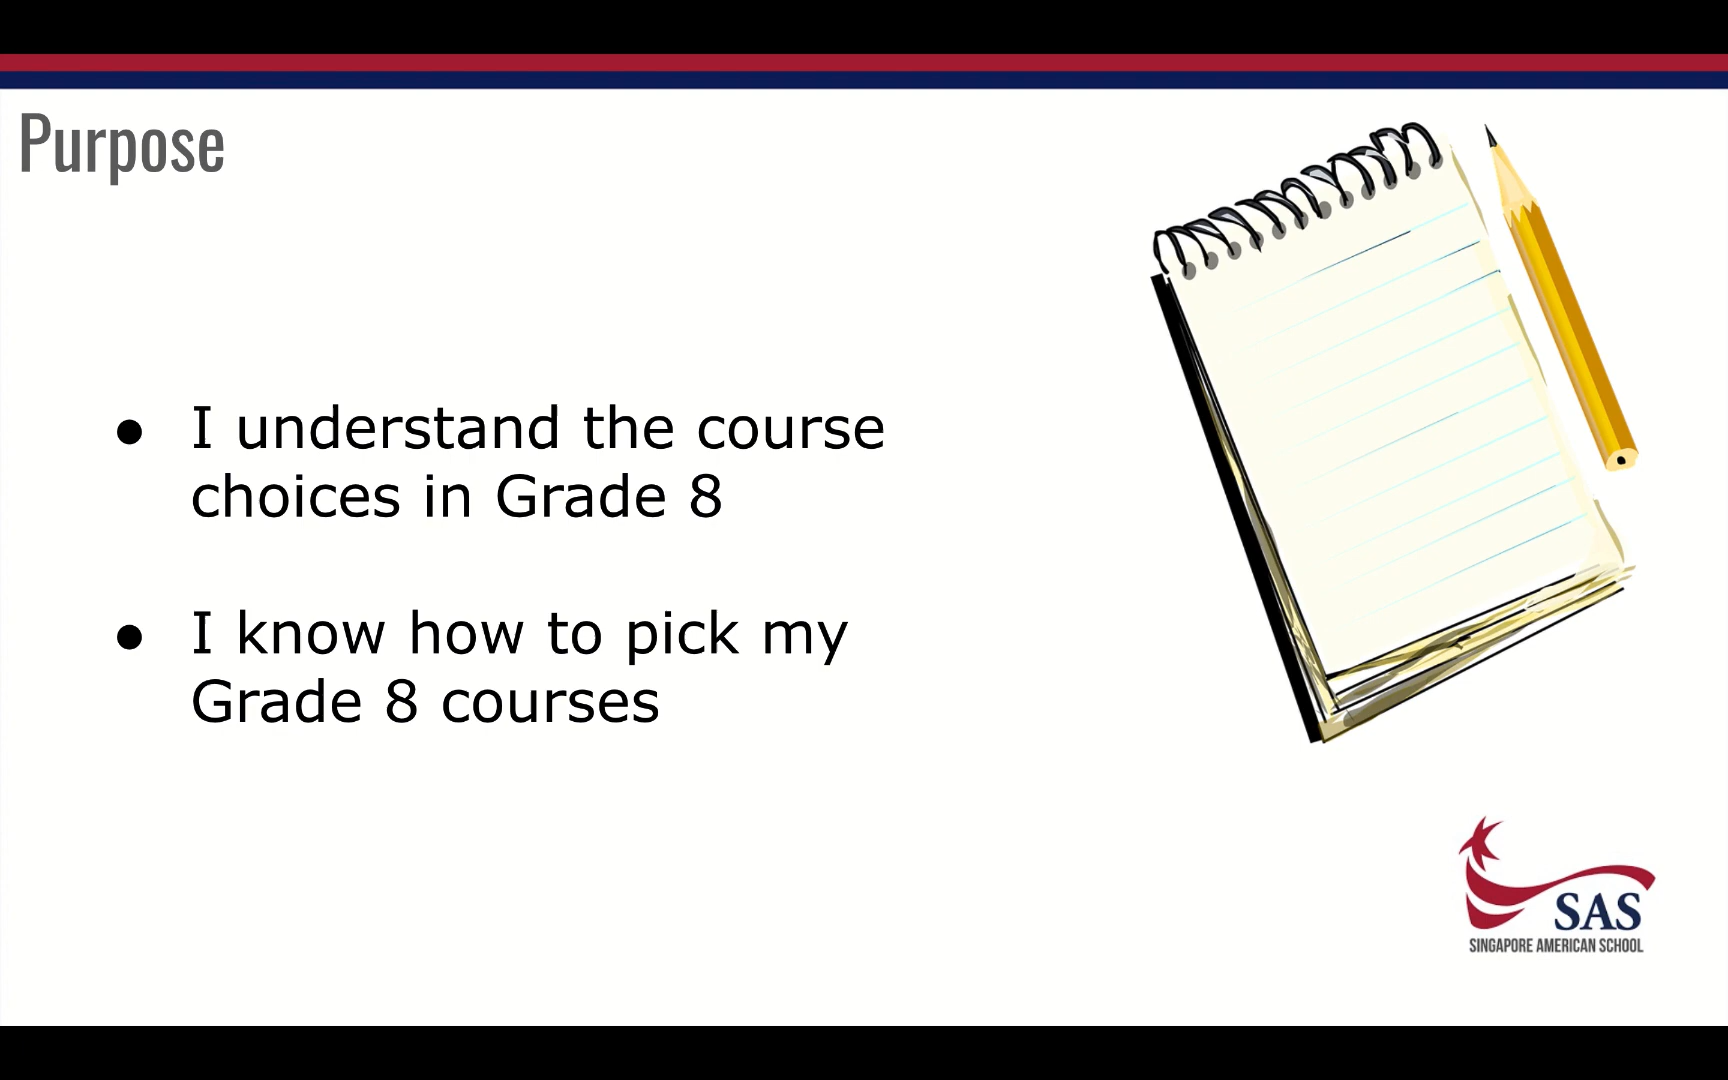 Purpose
● I understand the course
choices in Grade 8
● I know how to pick my
Grade 8 courses
SAS
SINGAPORE AMERICAN SCHOOL